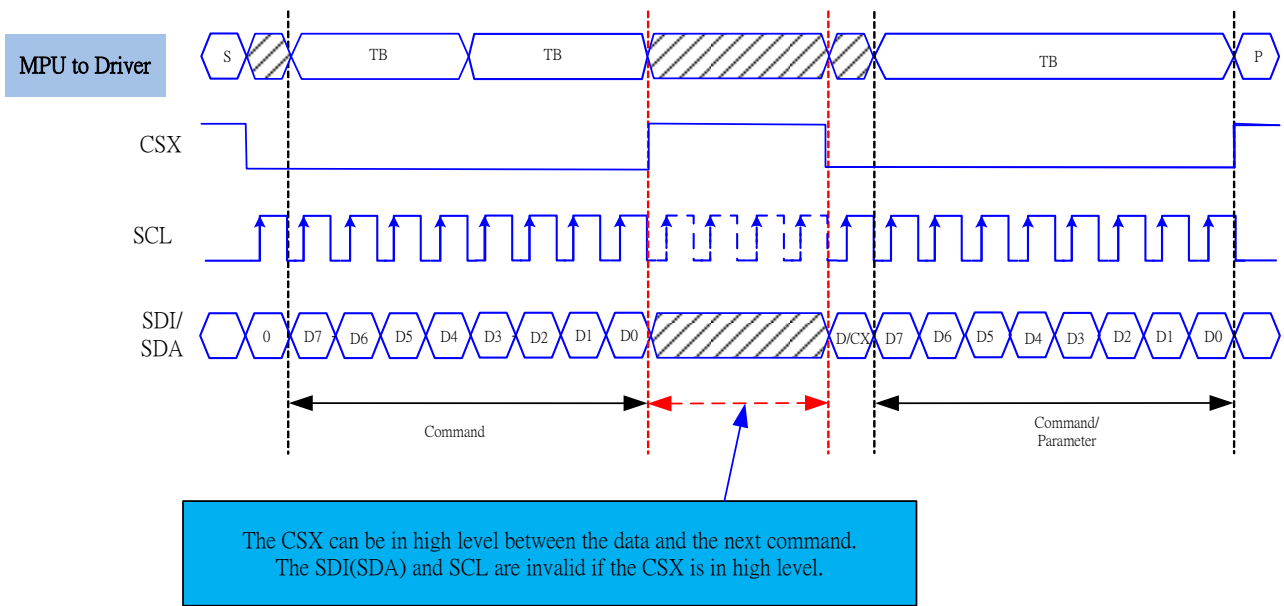 MPU to Driver
S TB TB TB P
CSX
SCL
SDI/
SDA
0 D7 D6 D5 D4 D3 D2 D1 D0 D/CX D7 D6 D5 D4 D3 D2 D1 D0
Command
Command/
Parameter
The CSX can be in high level between the data and the next command.
The SDI(SDA) and SCL are invalid if the CSX is in high level.